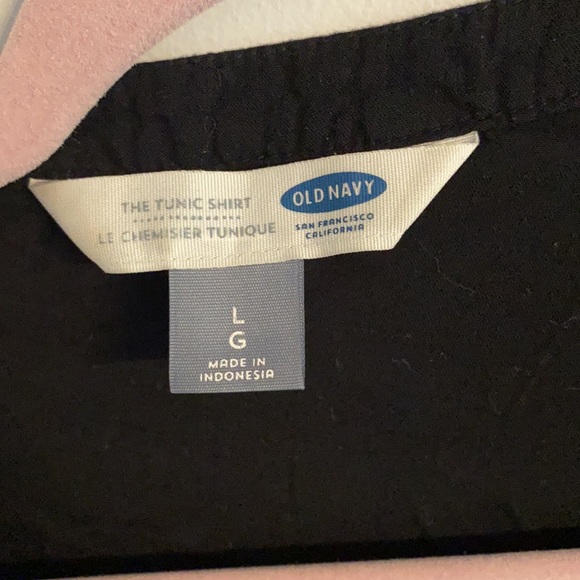 THE TUNIC SHIRT
LE CHEMISIER TUNIQUE
OLD NAVY
SAN FRANCISCO
CALIFORNIA
L
G
MADE IN
INDONESIA